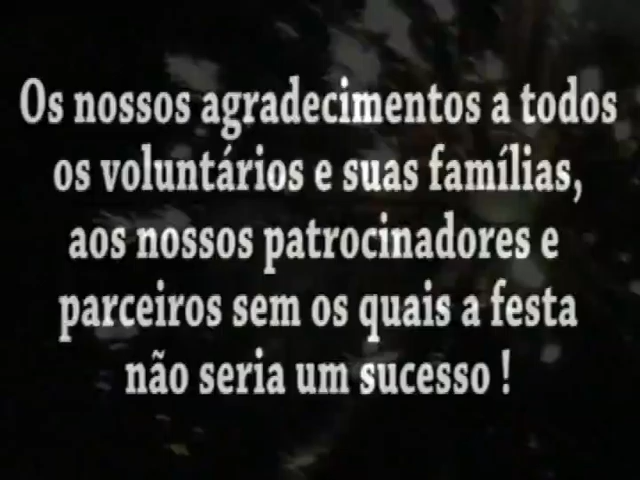 Os nossos agradecimentos a todos
os voluntários e suas famílias,
aos nossos patrocinadores e
parceiros sem os quais a festa
não seria um sucesso !